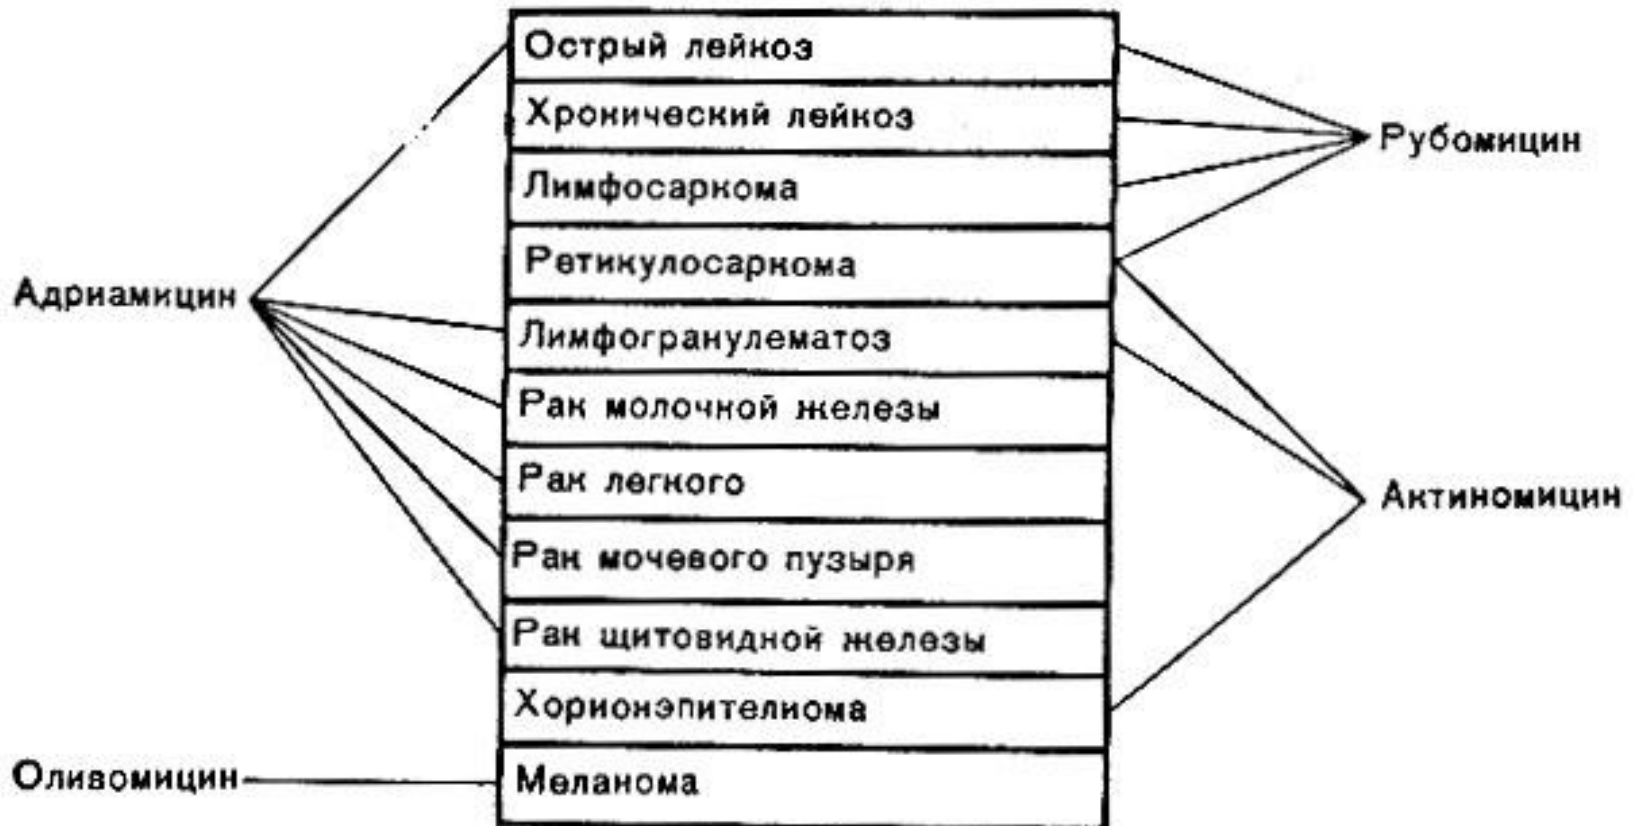 Острый лейкоз
Хронический лейкоз
Рубомицин
Лимфосаркома
Ретикулосаркома
Адриамицин
Лимфогранулематоз
Рак молочной железы
Рак легкого
Актиномицин
Рак мочевого пузыря
Рак щитовидной железы
Хорионэпителиома
Оливомицин
Меланома